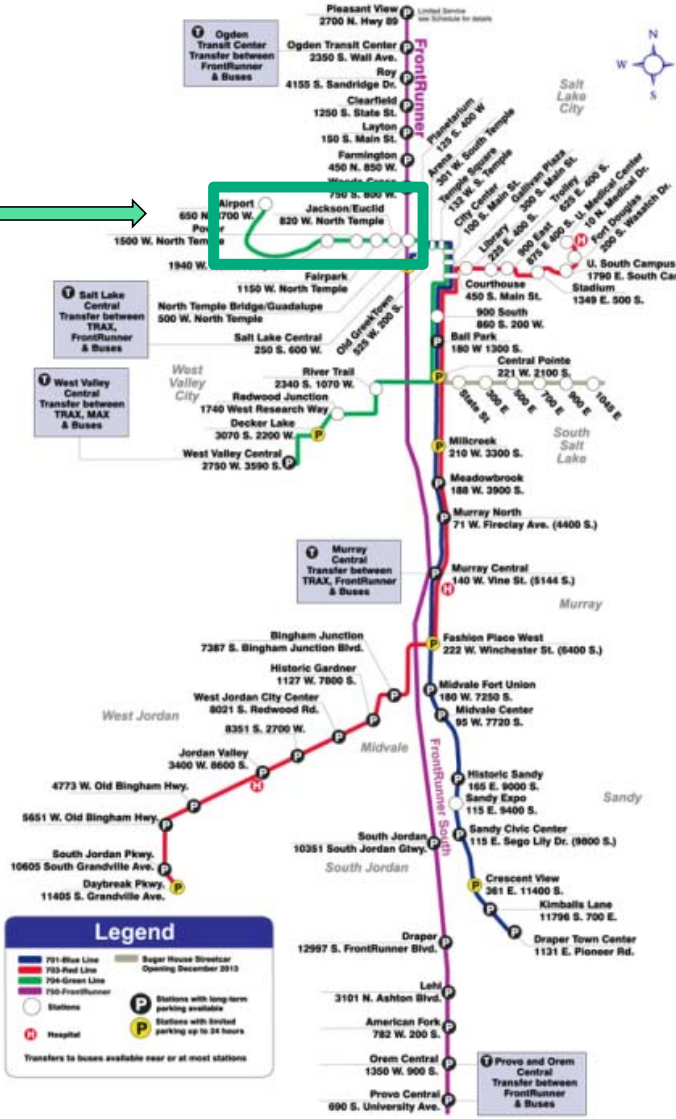 Pleasant View
2700 N. Hwy 89
Limited Service
see Schedule for details
T Ogden
Transit Center
Transfer between
FrontRunner
& Buses
Ogden Transit Center
2350 S. Wall Ave.
Roy
4155 S. Sandridge Dr.
Clearfield
1250 S. State St.
Layton
150 S. Main St.
Farmington
450 N. 850 W.
Woods Cross
750 S. 800 W.
FrontRunner
N
W
S
Salt
Lake
City
Planetarium
125 S. 400 W
Arena
301 W. South Temple
Temple Square
132 W. S. Temple
City Center
100 S. Main St.
Gallivan Plaza
300 S. Main St.
Library
225 E. 400 S.
Trolley
625 E. 400 S.
900 East
875 E 400 S.
U. Medical Center
10 N. Medical Dr.
Fort Douglas
200 S. Wasatch Dr.
H
U. South Campus
1790 E. South Cam
Stadium
1349 E. 500 S.
Courthouse
450 S. Main St.
Airport
650 N. 3700 W.
Jackson/Euclid
820 W. North Temple
Power
1500 W. North Temple
1940 W.
Fairpark
1150 W. North Temple
North Temple Bridge/Guadalupe
500 W. North Temple
Salt Lake Central
250 S. 600 W.
Old GreekTown
525 W. 200 S.
T Salt Lake
Central
Transfer between
TRAX,
FrontRunner
& Buses
900 South
860 S. 200 W.
Ball Park
180 W 1300 S.
Central Pointe
221 W. 2100 S.
State St
300 E
500 E
700 E
900 E
1045 E
West
Valley
City
T West Valley
Central
Transfer between
TRAX, MAX
& Buses
River Trail
2340 S. 1070 W.
Redwood Junction
1740 West Research Way
Decker Lake
3070 S. 2200 W.
West Valley Central
2750 W. 3590 S.
South
Salt
Lake
Millcreek
210 W. 3300 S.
Meadowbrook
188 W. 3900 S.
Murray North
71 W. Fireclay Ave. (4400 S.)
T Murray
Central
Transfer between
TRAX, FrontRunner
& Buses
Murray Central
140 W. Vine St. (5144 S.)
H
Murray
Fashion Place West
222 W. Winchester St. (6400 S.)
Bingham Junction
7387 S. Bingham Junction Blvd.
Historic Gardner
1127 W. 7800 S.
West Jordan City Center
8021 S. Redwood Rd.
8351 S. 2700 W.
Jordan Valley
3400 W. 8600 S.
H
4773 W. Old Bingham Hwy.
5651 W. Old Bingham Hwy.
South Jordan Pkwy.
10605 South Grandville Ave.
Daybreak Pkwy.
11405 S. Grandville Ave.
West Jordan
Midvale
Midvale Fort Union
180 W. 7250 S.
Midvale Center
95 W. 7720 S.
FrontRunner South
Historic Sandy
165 E. 9000 S.
Sandy Expo
115 E. 9400 S.
Sandy
Sandy Civic Center
115 E. Sego Lily Dr. (9800 S.)
South Jordan
10351 South Jordan Gtwy.
South Jordan
Crescent View
361 E. 11400 S.
Kimballs Lane
11796 S. 700 E.
Draper Town Center
1131 E. Pioneer Rd.
Draper
12997 S. FrontRunner Blvd.
Lehi
3101 N. Ashton Blvd.
American Fork
782 W. 200 S.
Orem Central
1350 W. 900 S.
Provo Central
690 S. University Ave.
T Provo and Orem
Central
Transfer between
FrontRunner
& Buses
Legend
701-Blue Line
703-Red Line
704-Green Line
750-FrontRunner
Sugar House Streetcar
Opening December 2013
Stations
H Hospital
P Stations with long-term
parking available
P Stations with limited
parking up to 24 hours
Transfers to buses available near or at most stations